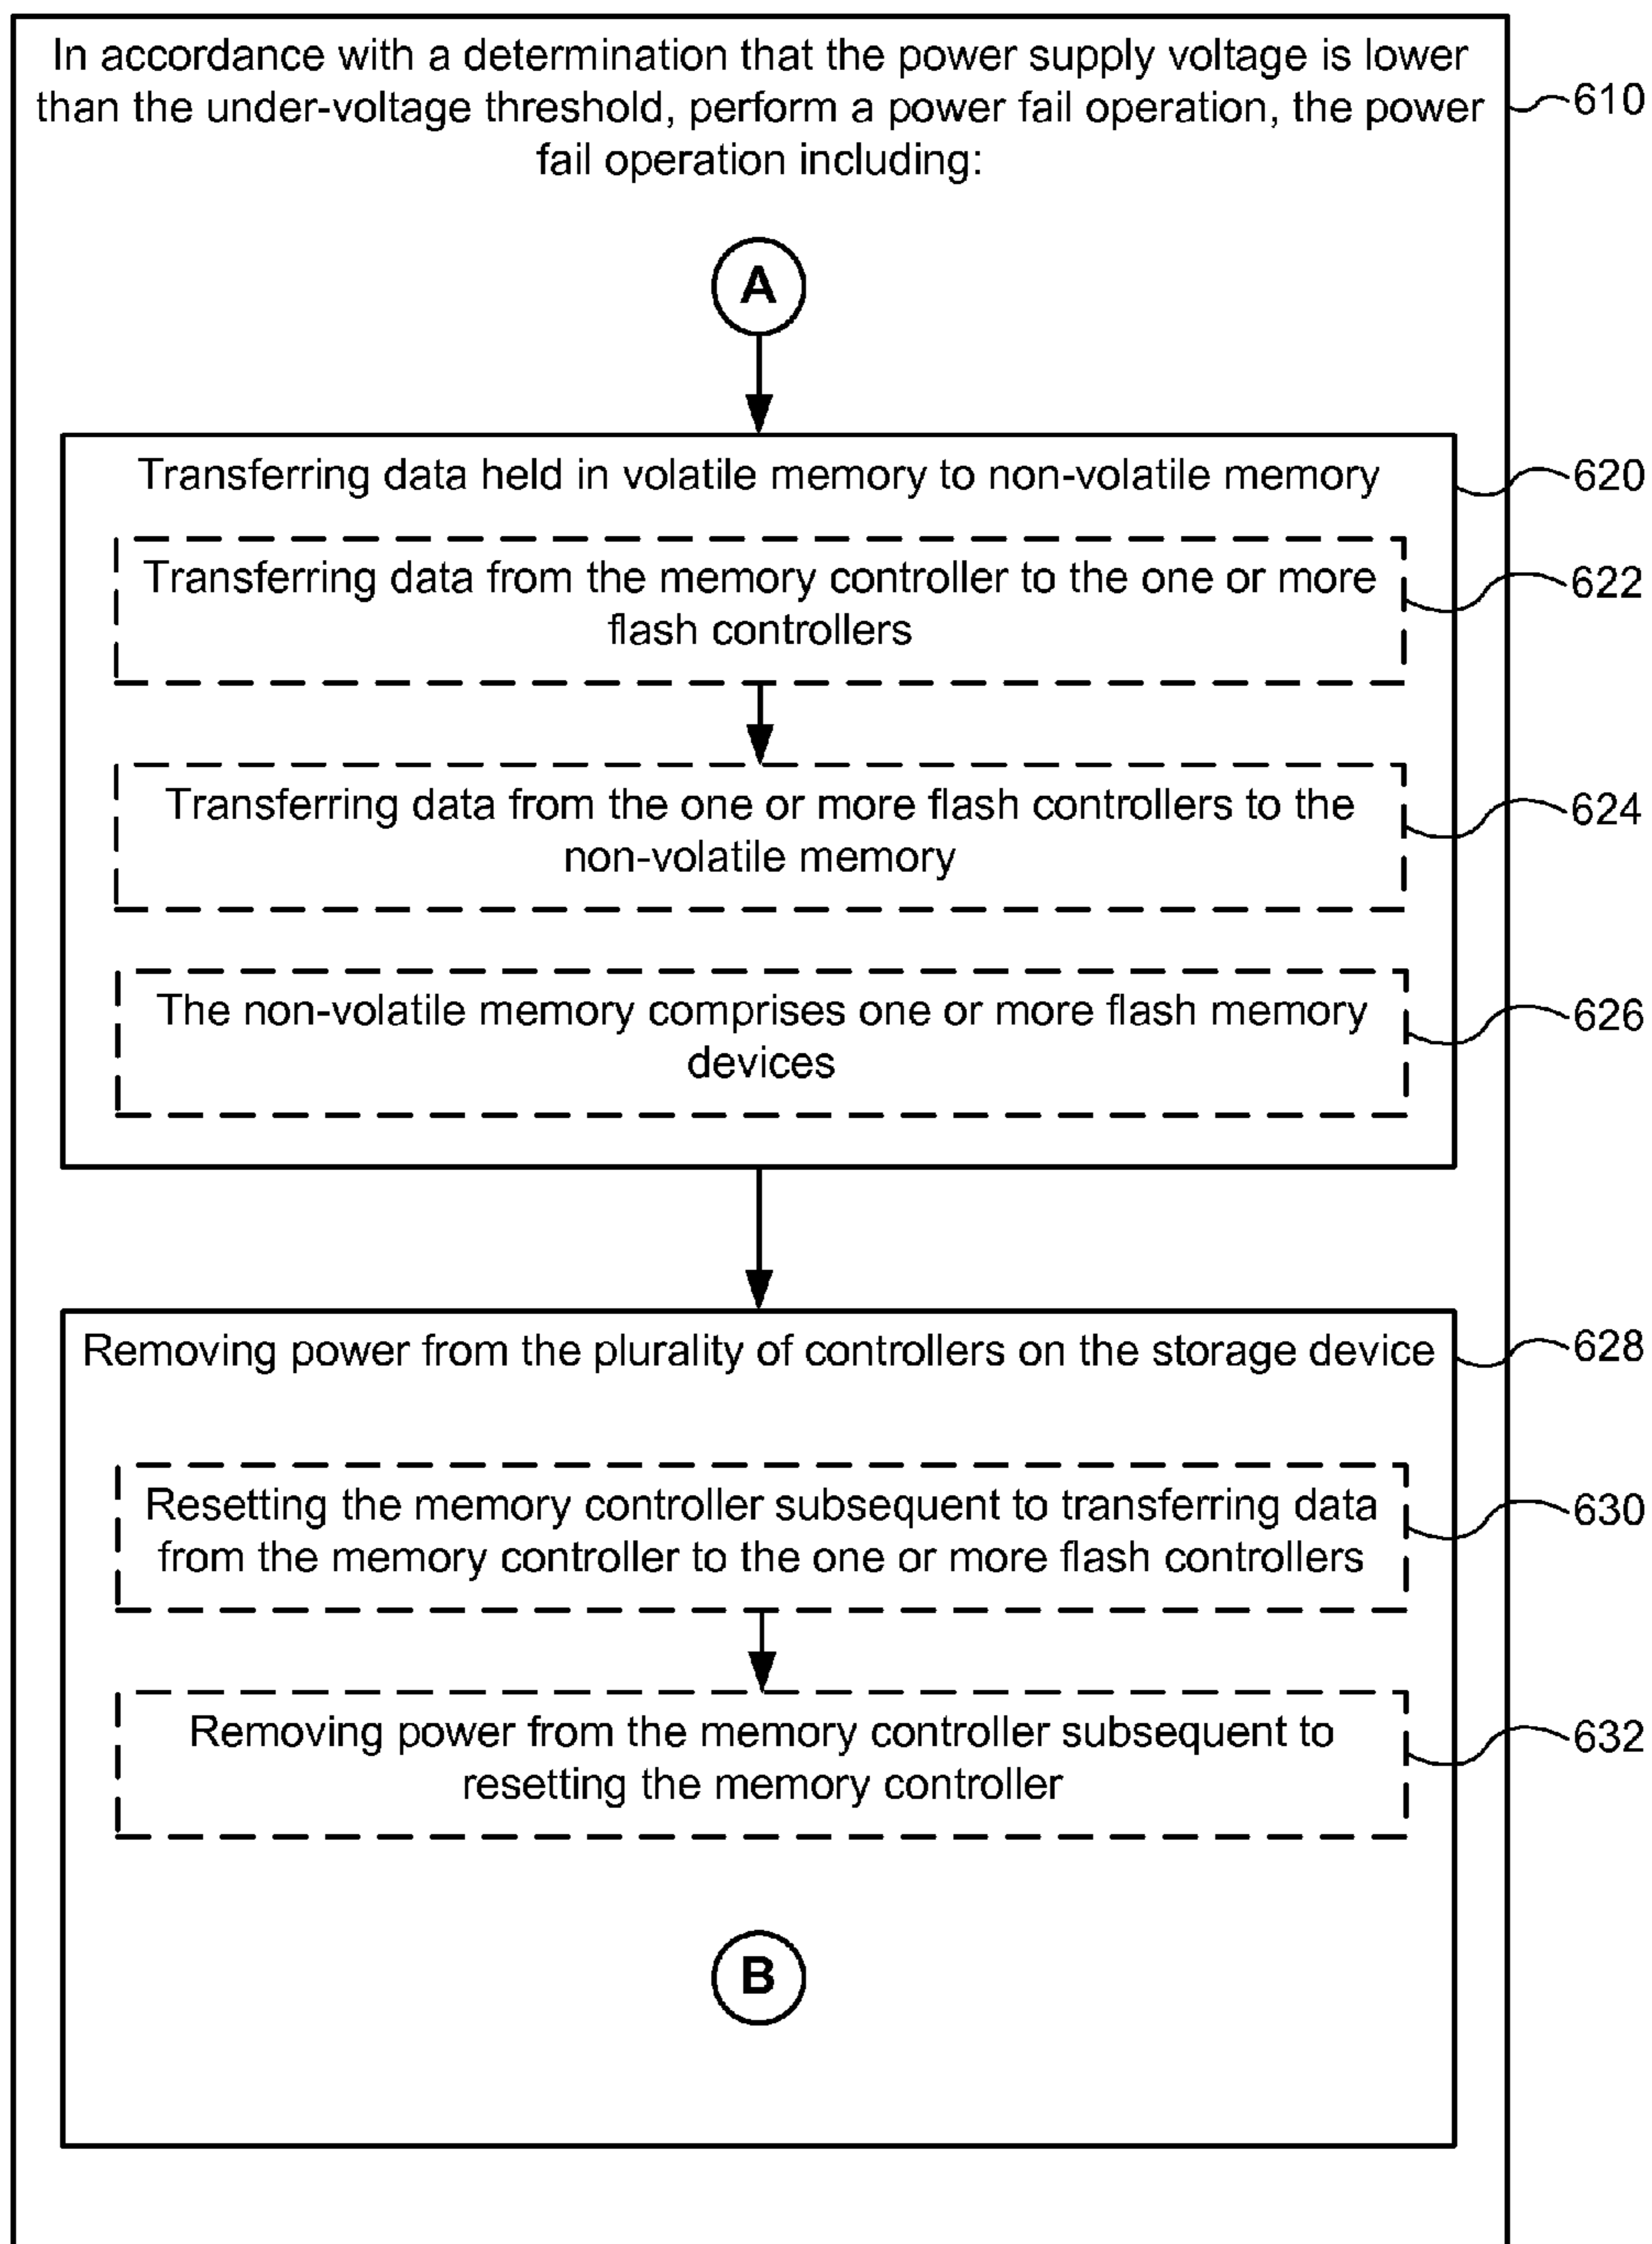 In accordance with a determination that the power supply voltage is lower
than the under-voltage threshold, perform a power fail operation, the power
fail operation including:
610
A
Transferring data held in volatile memory to non-volatile memory
620
Transferring data from the memory controller to the one or more
flash controllers
622
Transferring data from the one or more flash controllers to the
non-volatile memory
624
The non-volatile memory comprises one or more flash memory
devices
626
Removing power from the plurality of controllers on the storage device
628
Resetting the memory controller subsequent to transferring data
from the memory controller to the one or more flash controllers
630
Removing power from the memory controller subsequent to
resetting the memory controller
632
B